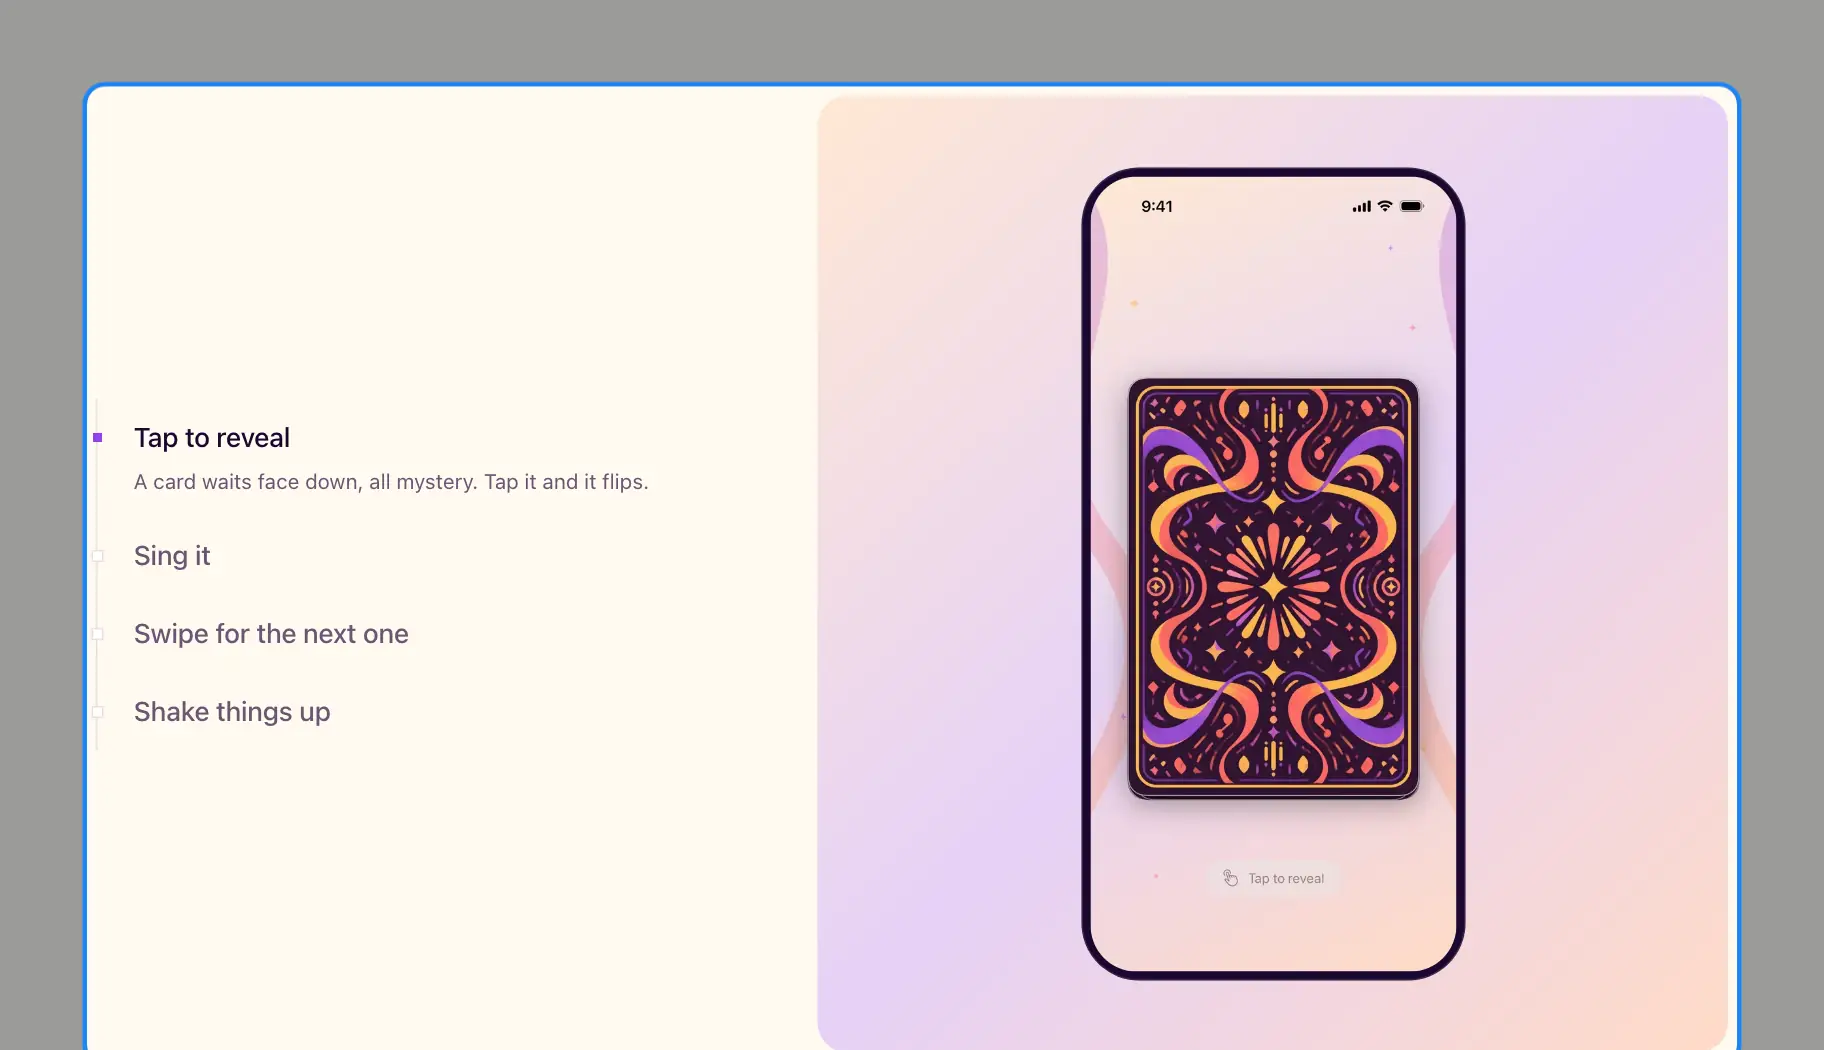 Tap to reveal
A card waits face down, all mystery. Tap it and it flips.
Sing it
Swipe for the next one
Shake things up
9:41
Tap to reveal